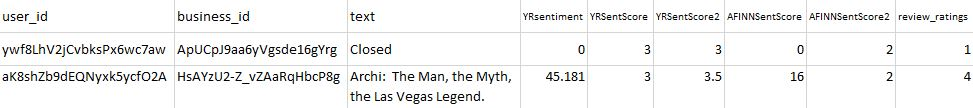 user_id business_id text YRsentiment YRSentScore YRSentScore2 AFINNSentScore AFINNSentScore2 review_ratings
ywf8LhV2jCvbksPx6wc7aw ApUCpJ9aa6yVgsde16gYrg Closed 0 3 3 0 2 1
aK8shZb9dEQNyxk5ycfO2A HsAYzU2-Z_vZAaRqHbcP8g Archi: The Man, the Myth, 45.181 3 3.5 16 2 4
the Las Vegas Legend.